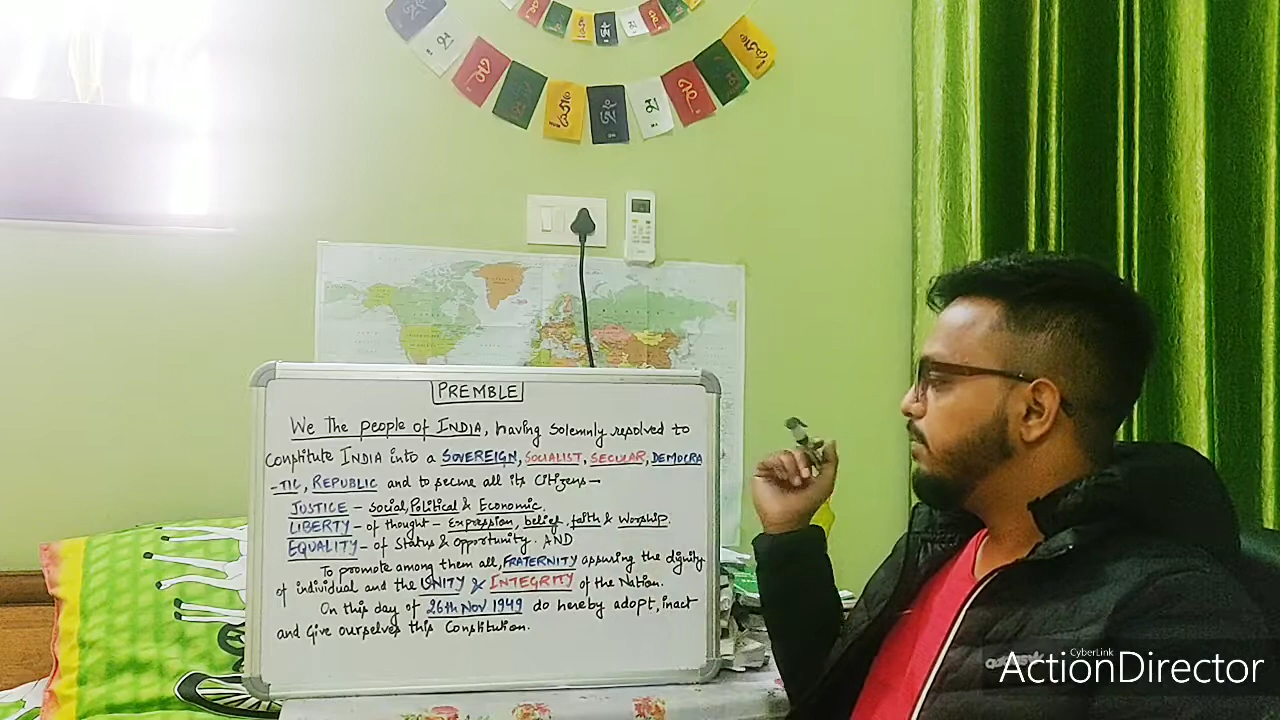 PREMBLE
We The people of INDIA, having solemnly resolved to
constitute INDIA into a SOVEREIGN, SOCIALIST, SECULAR, DEMOCRA
-TIC, REPUBLIC and to secure all its citizens –
JUSTICE – social, Political & Economic.
LIBERTY – of thought – Expression, belief, faith & Worship.
EQUALITY – of Status & opportunity. AND
To promote among them all, FRATERNITY assuring the dignity
of individual and the UNITY & INTEGRITY of the Nation.
On this day of 26th Nov 1949 do hereby adopt, inact
and Give ourselves this Constitution.
CyberLink
ActionDirector